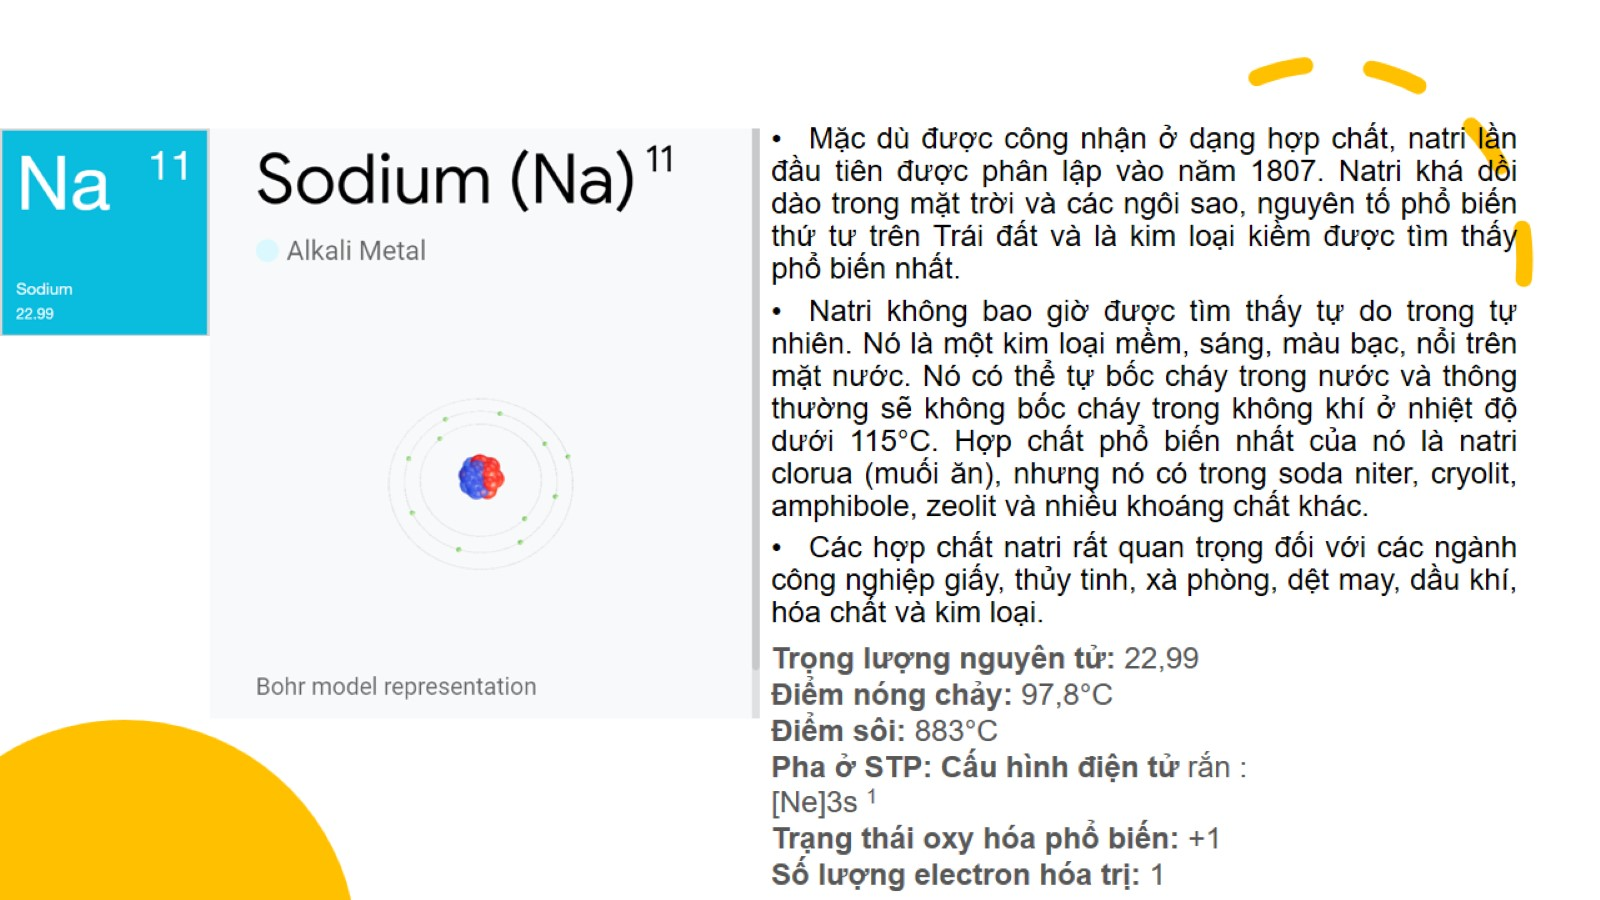 Na 11
Sodium
22.99
Sodium (Na) 11
Alkali Metal
Bohr model representation
• Mặc dù được công nhận ở dạng hợp chất, natri lần
đầu tiên được phân lập vào năm 1807. Natri khá dồi
dào trong mặt trời và các ngôi sao, nguyên tố phổ biến
thứ tư trên Trái đất và là kim loại kiềm được tìm thấy
phổ biến nhất.
• Natri không bao giờ được tìm thấy tự do trong tự
nhiên. Nó là một kim loại mềm, sáng, màu bạc, nổi trên
mặt nước. Nó có thể tự bốc cháy trong nước và thông
thường sẽ không bốc cháy trong không khí ở nhiệt độ
dưới 115°C. Hợp chất phổ biến nhất của nó là natri
clorua (muối ăn), nhưng nó có trong soda niter, cryolit,
amphibole, zeolit và nhiều khoáng chất khác.
• Các hợp chất natri rất quan trọng đối với các ngành
công nghiệp giấy, thủy tinh, xà phòng, dệt may, dầu khí,
hóa chất và kim loại.
Trọng lượng nguyên tử: 22,99
Điểm nóng chảy: 97,8°C
Điểm sôi: 883°C
Pha ở STP: Cấu hình điện tử rắn :
[Ne]3s ¹
Trạng thái oxy hóa phổ biến: +1
Số lượng electron hóa trị: 1